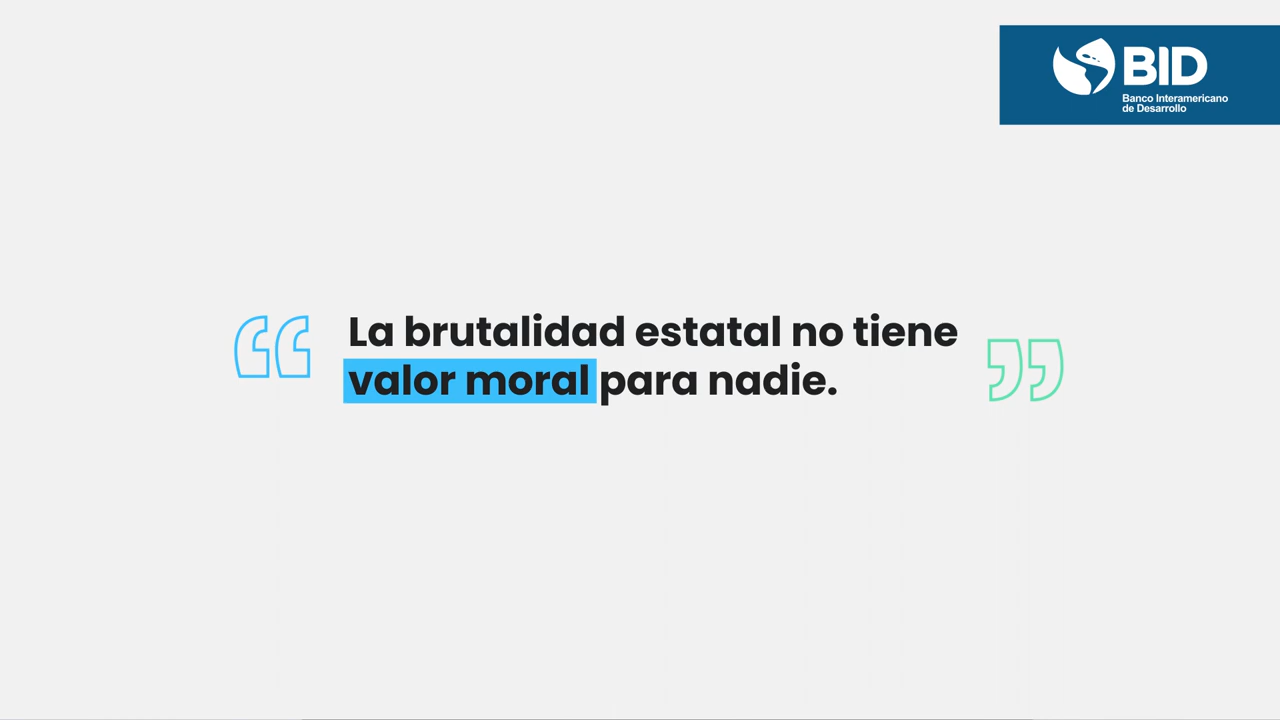 BID
Banco Interamericano
de Desarrollo
“La brutalidad estatal no tiene
valor moral para nadie.”